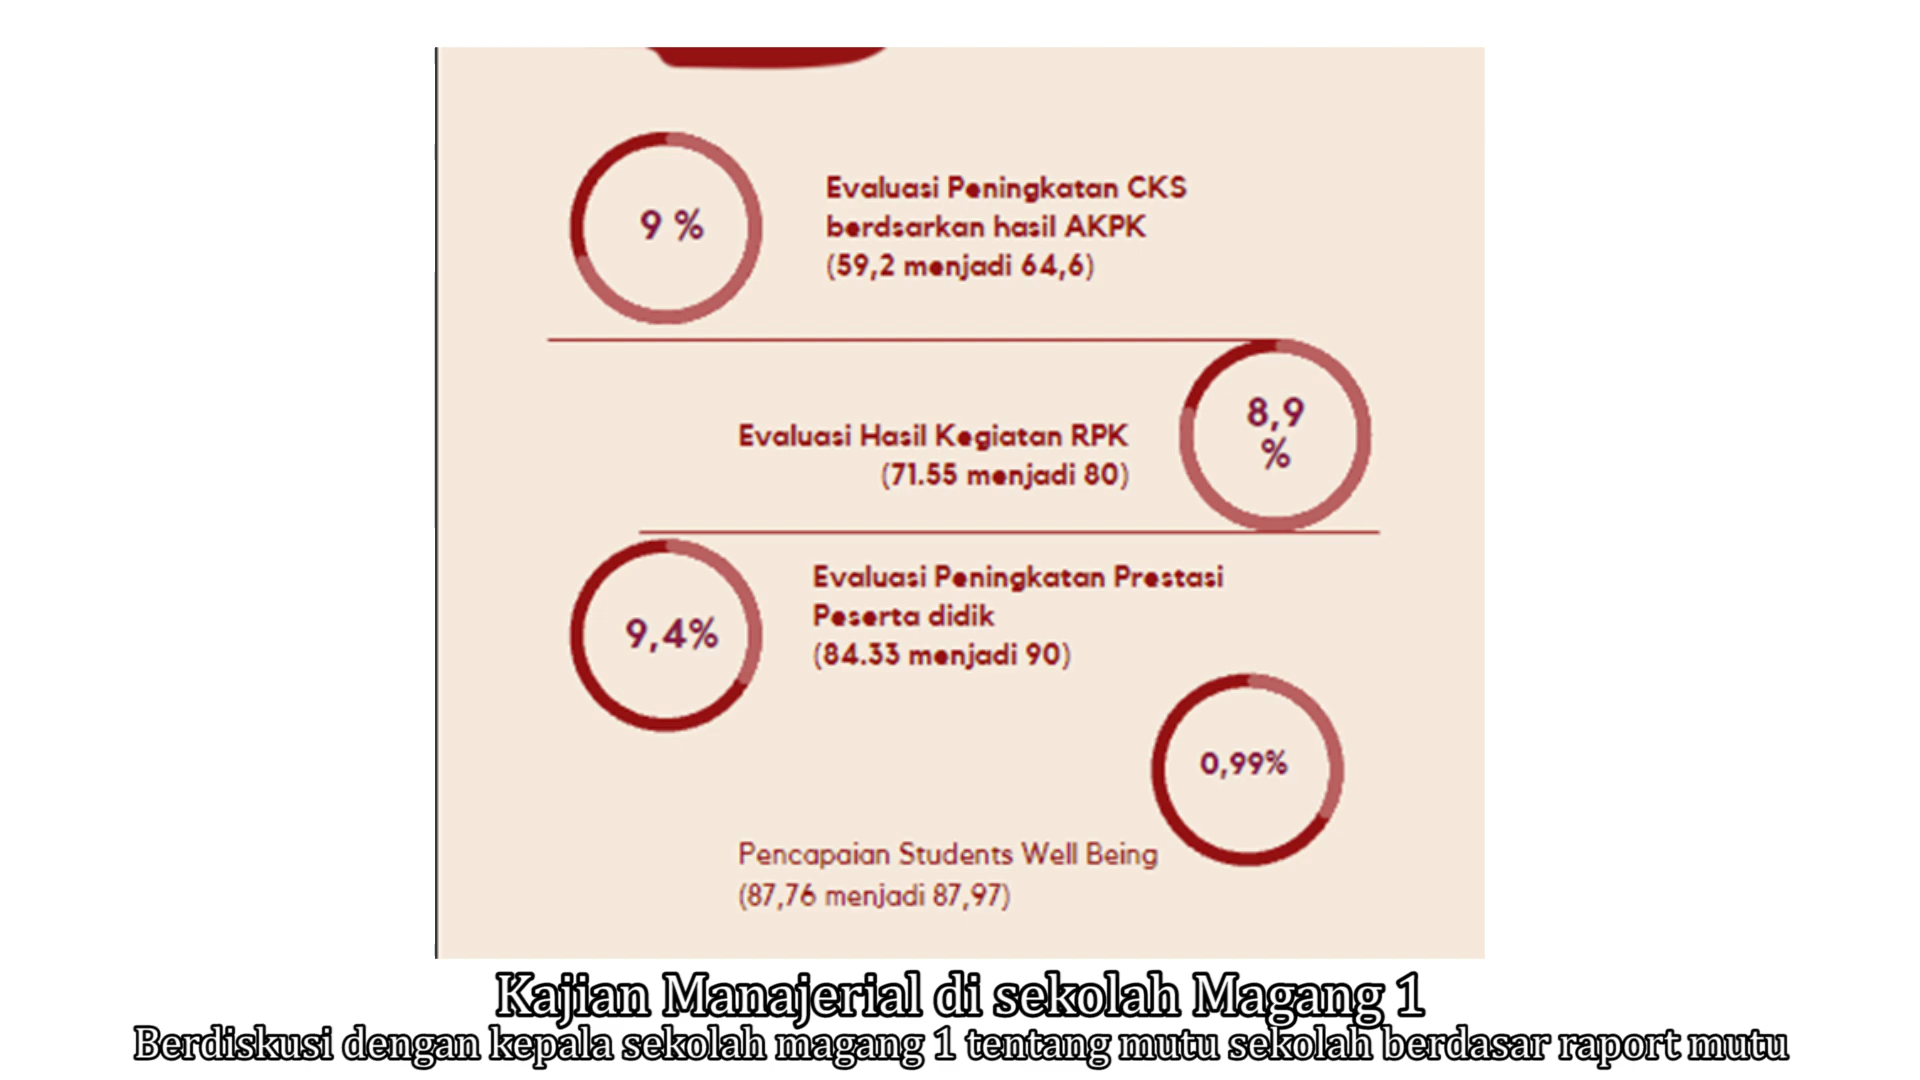 9 %
Evaluasi Peningkatan CKS
berdsarkan hasil AKPK
(59,2 menjadi 64,6)
8,9
%
Evaluasi Hasil Kegiatan RPK
(71.55 menjadi 80)
9,4%
Evaluasi Peningkatan Prestasi
Peserta didik
(84.33 menjadi 90)
0,99%
Pencapaian Students Well Being
(87,76 menjadi 87,97)
Kajian Manajerial di sekolah Magang 1
Berdiskusi dengan kepala sekolah magang 1 tentang mutu sekolah berdasar raport mutu